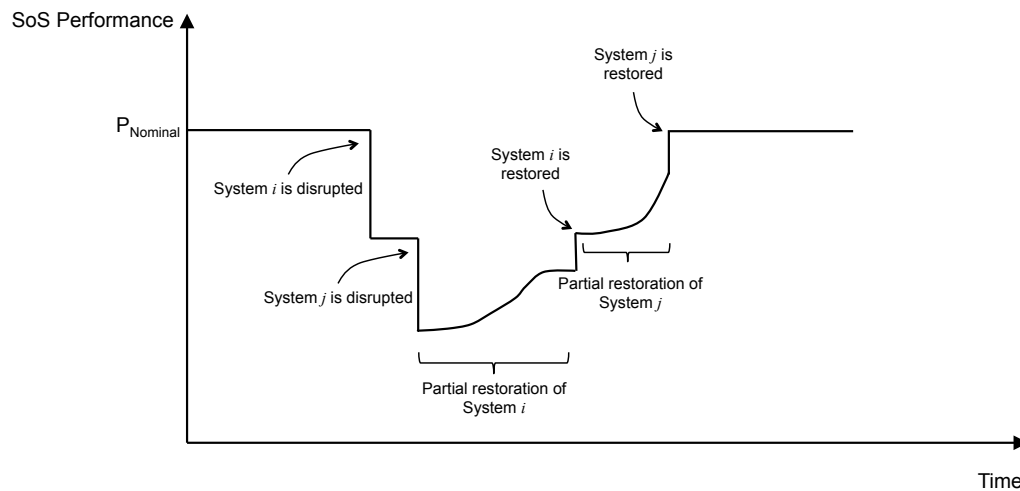 SoS Performance
System j is
restored
P Nominal
System i is
restored
System i is disrupted
Partial restoration of
System j
System j is disrupted
Partial restoration of
System i
Time